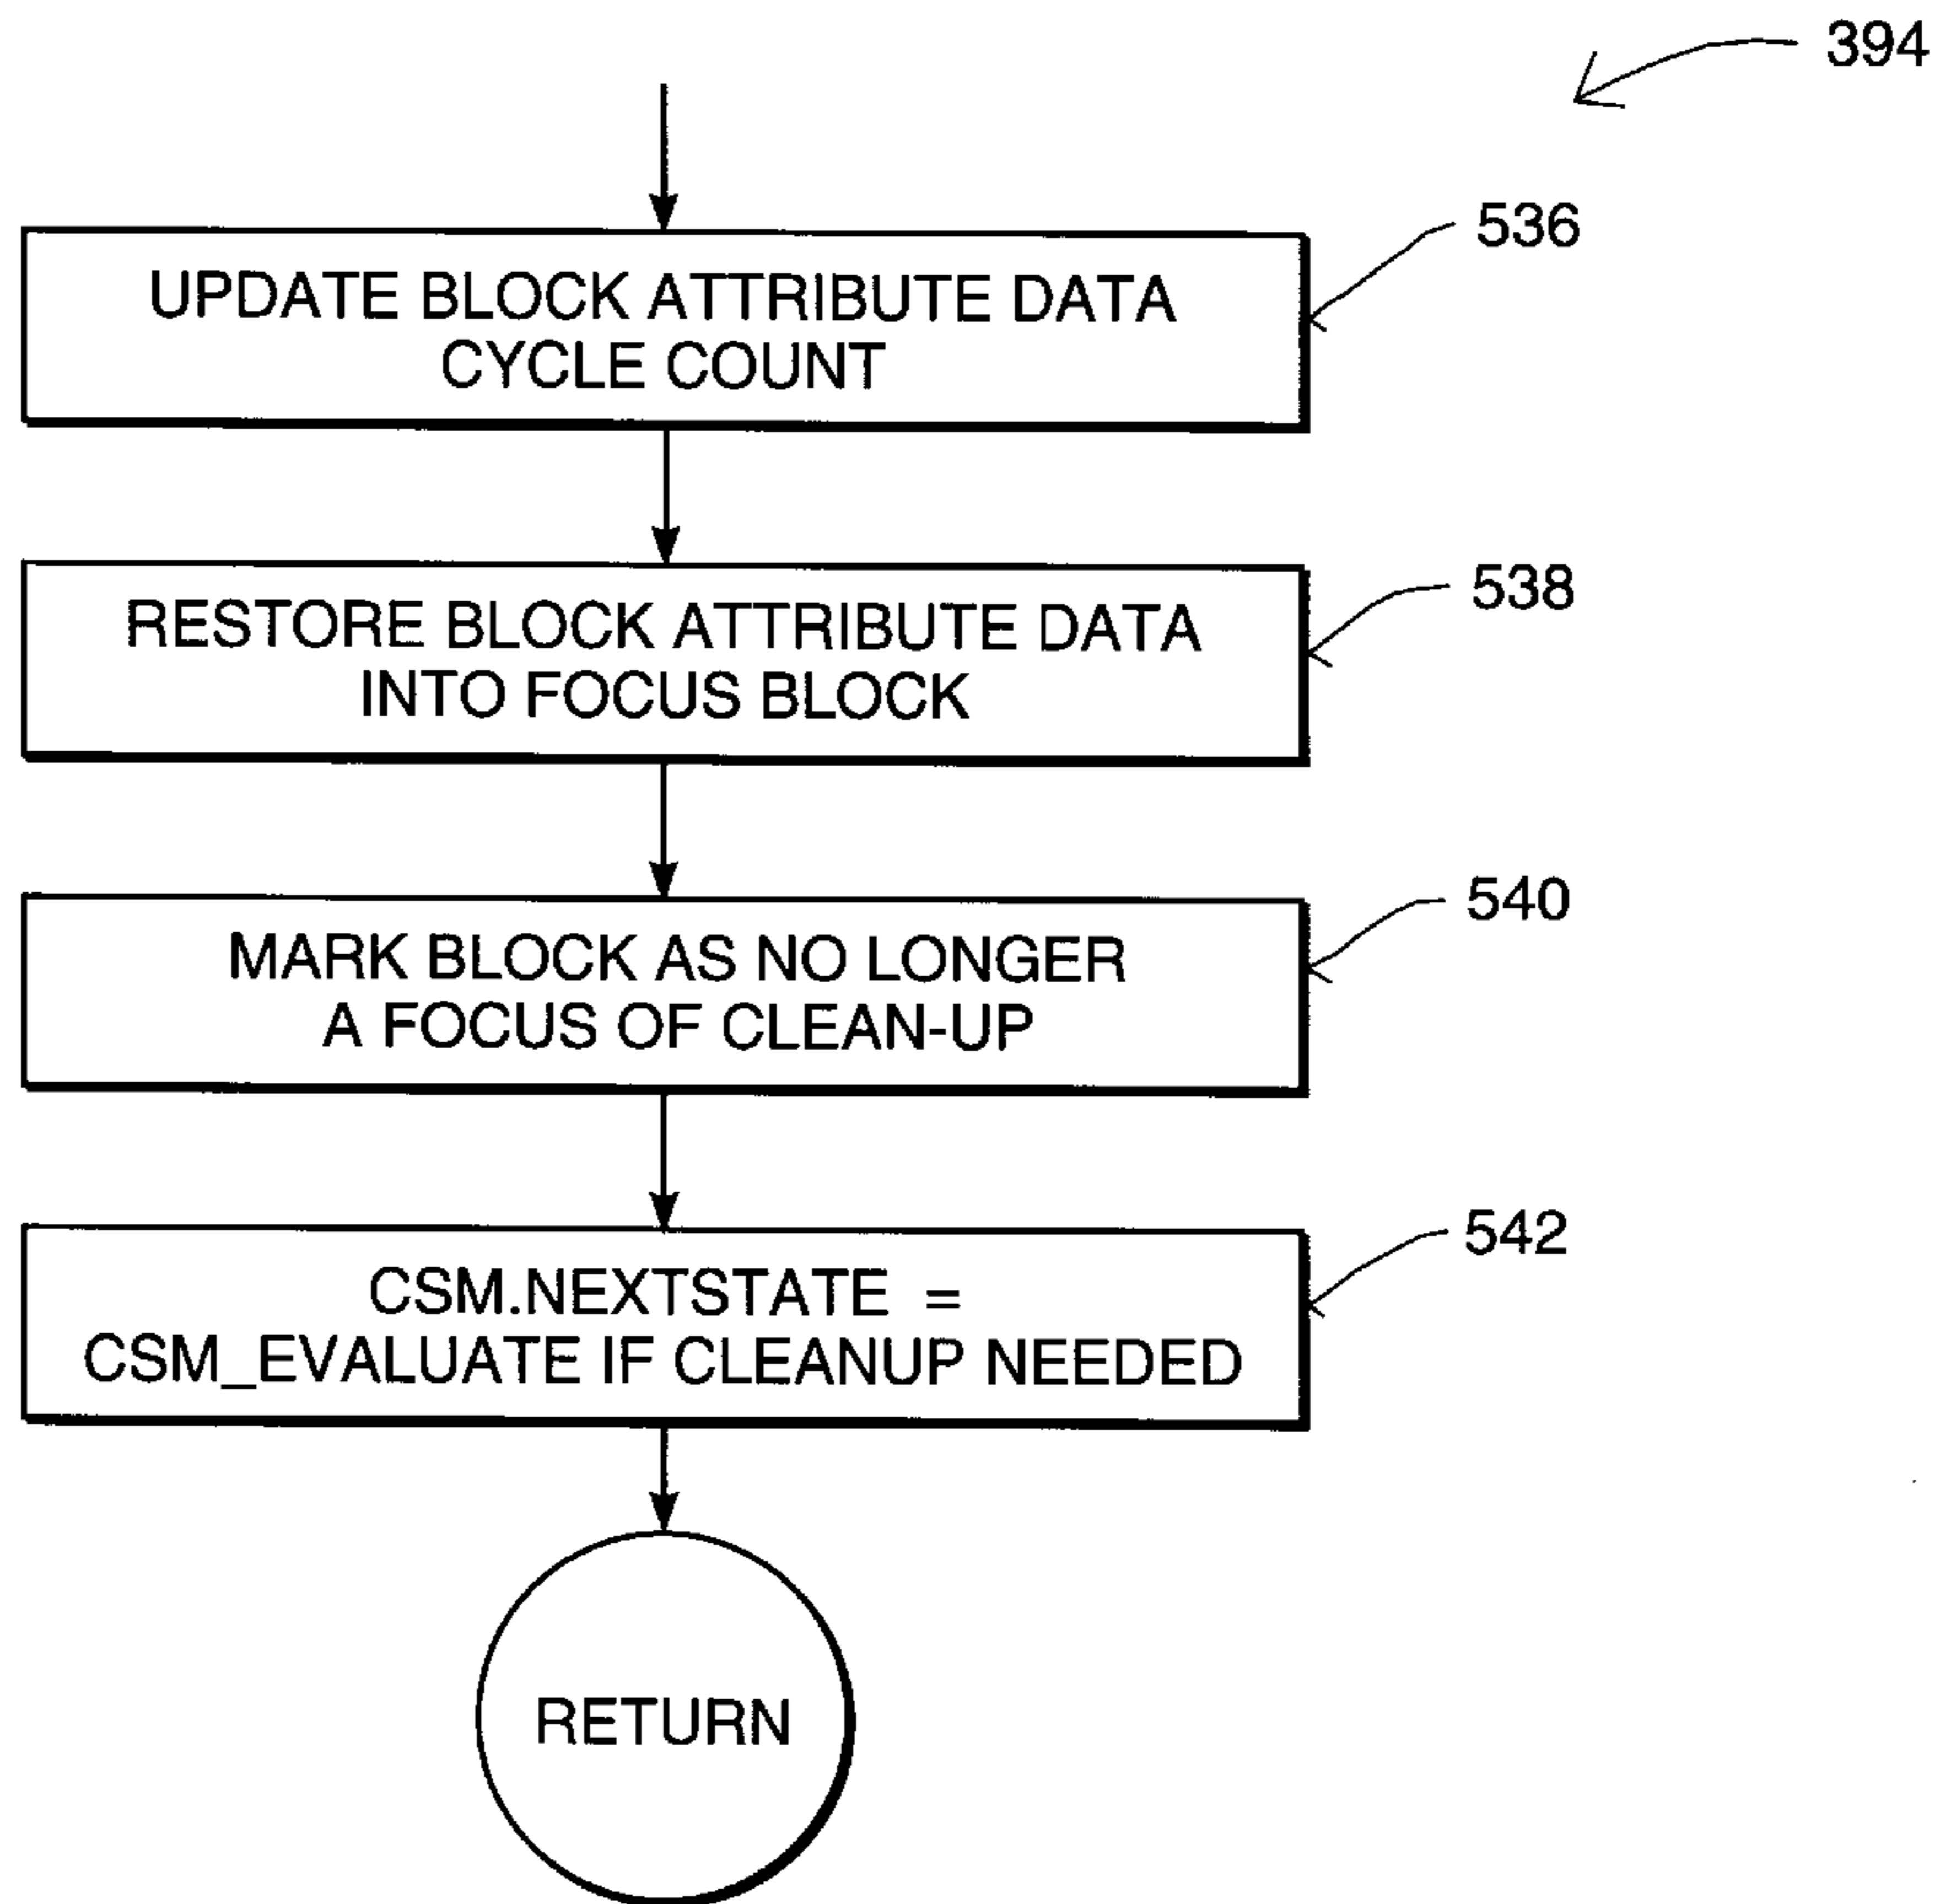 394
536
UPDATE BLOCK ATTRIBUTE DATA
CYCLE COUNT
538
RESTORE BLOCK ATTRIBUTE DATA
INTO FOCUS BLOCK
540
MARK BLOCK AS NO LONGER
A FOCUS OF CLEAN-UP
542
CSM.NEXTSTATE =
CSM_EVALUATE IF CLEANUP NEEDED
RETURN